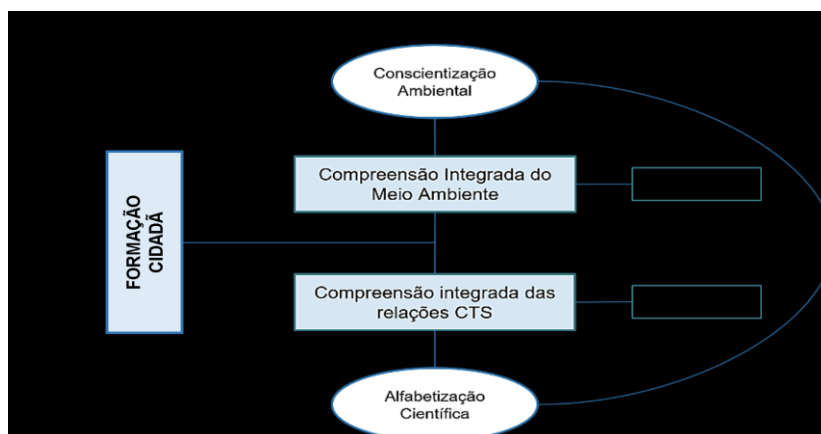 Conscientização
Ambiental
Compreensão Integrada do
Meio Ambiente
FORMAÇÃO
CIDADÃ
Compreensão integrada das
relações CTS
Alfabetização
Científica